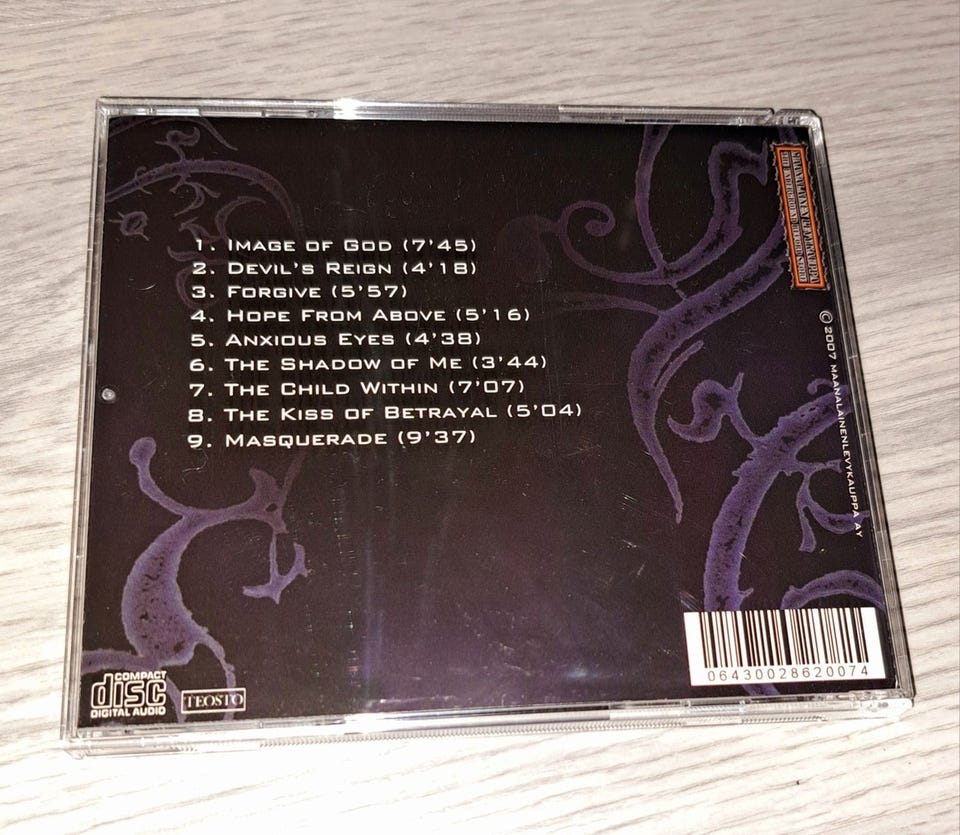 1. Image of God (7'45)
2. Devil's Reign (4'18)
3. Forgive (5'57)
4. Hope From Above (5'16)
5. Anxious Eyes (4'38)
6. The Shadow of Me (3'44)
7. The Child Within (7'07)
8. The Kiss of Betrayal (5'04)
9. Masquerade (9'37)
© 2007 Maanalainenlevykauppa Ay
06430028620074
COMPACT
disc
DIGITAL AUDIO
TEOSTO